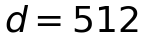 d = 512